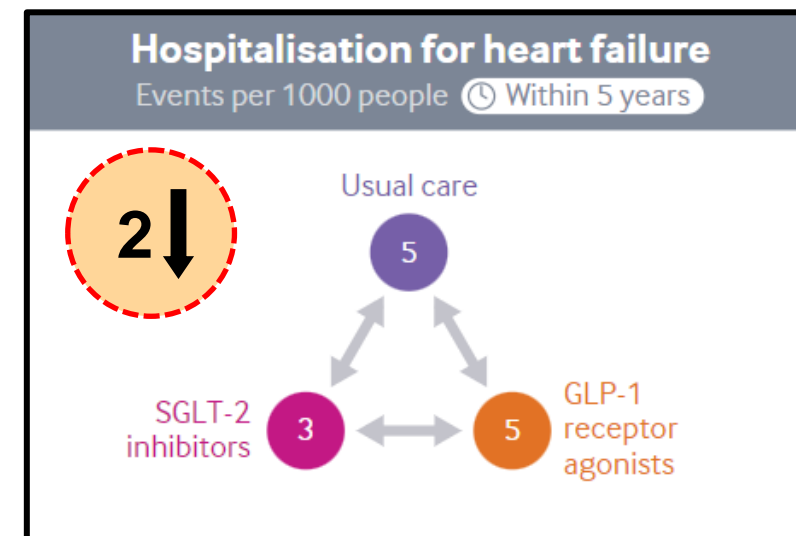 Hospitalisation for heart failure
Events per 1000 people Within 5 years
2
Usual care
5
SGLT-2
inhibitors
3
5
GLP-1
receptor
agonists